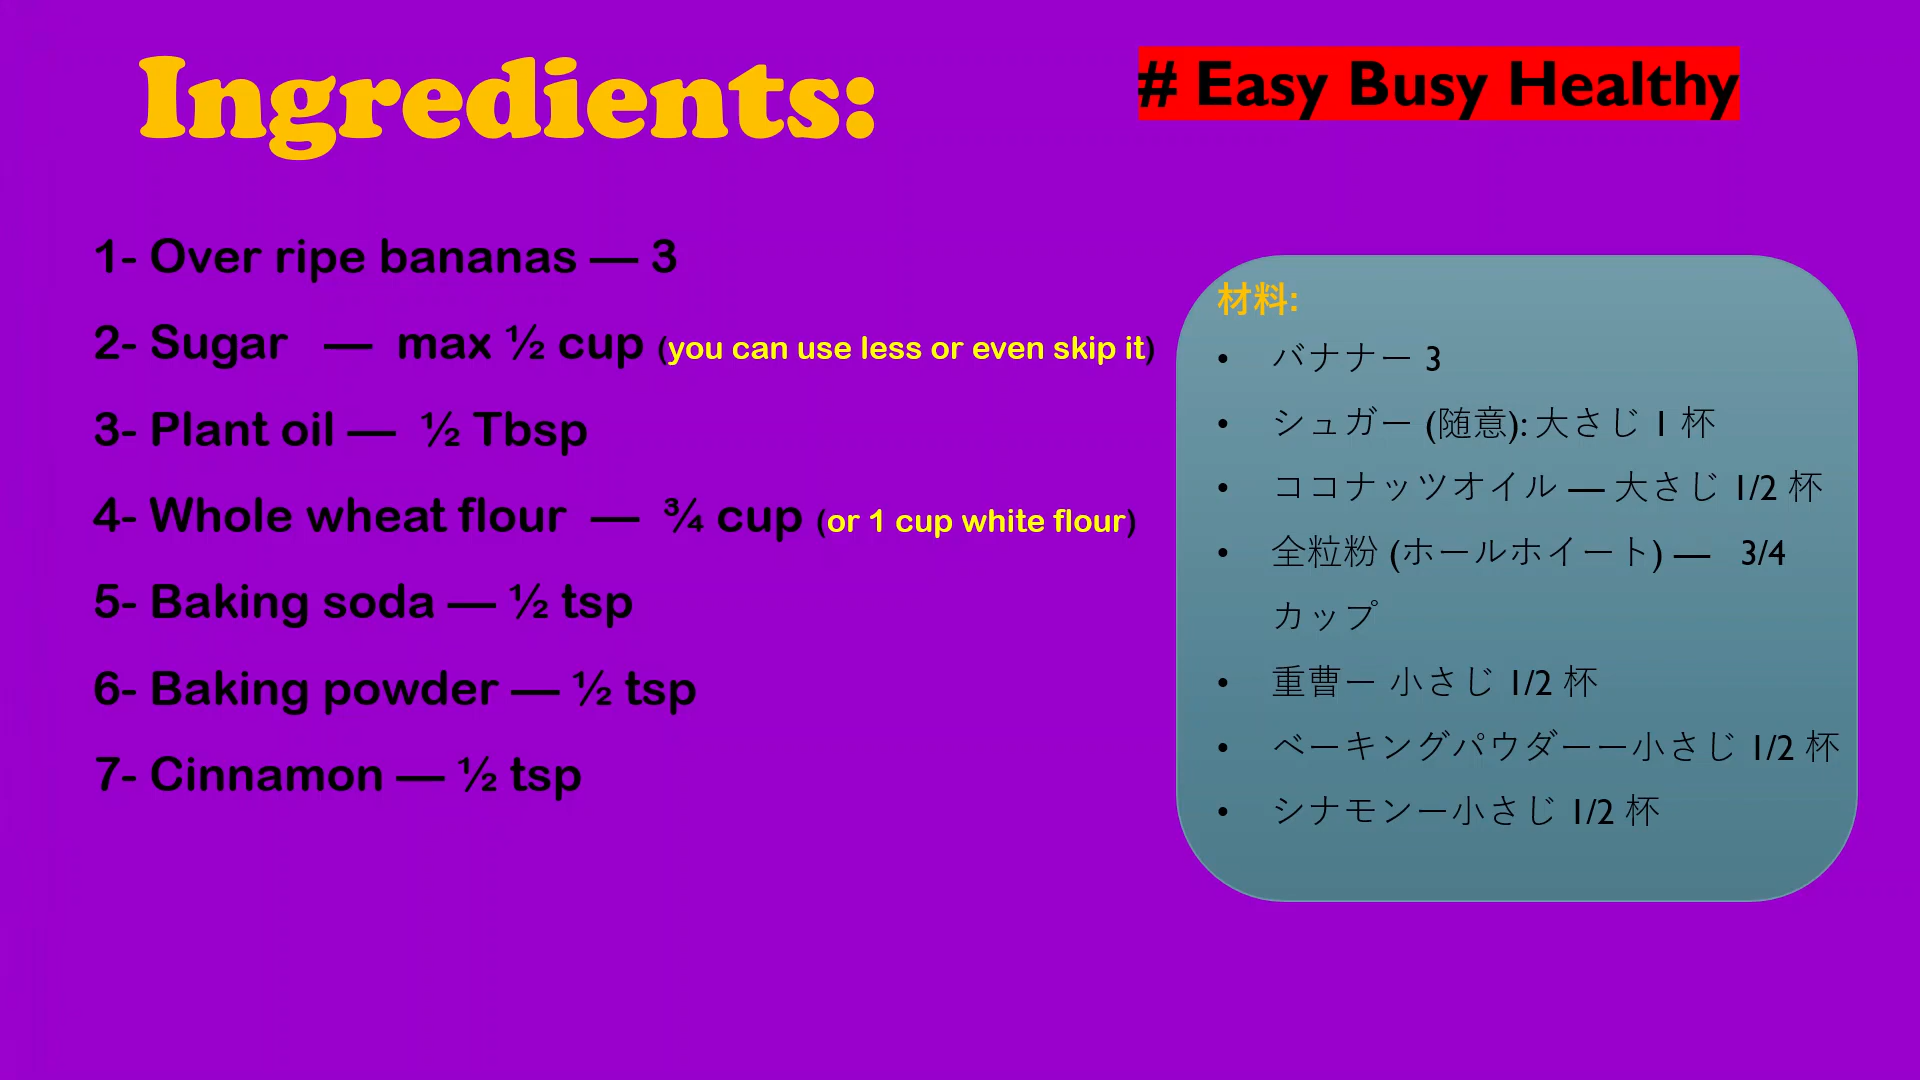 Ingredients:
# Easy Busy Healthy
1- Over ripe bananas — 3
2- Sugar — max ½ cup (you can use less or even skip it)
3- Plant oil — ½ Tbsp
4- Whole wheat flour — ¾ cup (or 1 cup white flour)
5- Baking soda — ½ tsp
6- Baking powder — ½ tsp
7- Cinnamon — ½ tsp
材料:
• バナナー 3
• シュガー (随意): 大さじ 1 杯
• ココナッツオイル — 大さじ 1/2 杯
• 全粒粉 (ホールホイート) — 3/4
カップ
• 重曹ー 小さじ 1/2 杯
• ベーキングパウダーー小さじ 1/2 杯
• シナモンー小さじ 1/2 杯